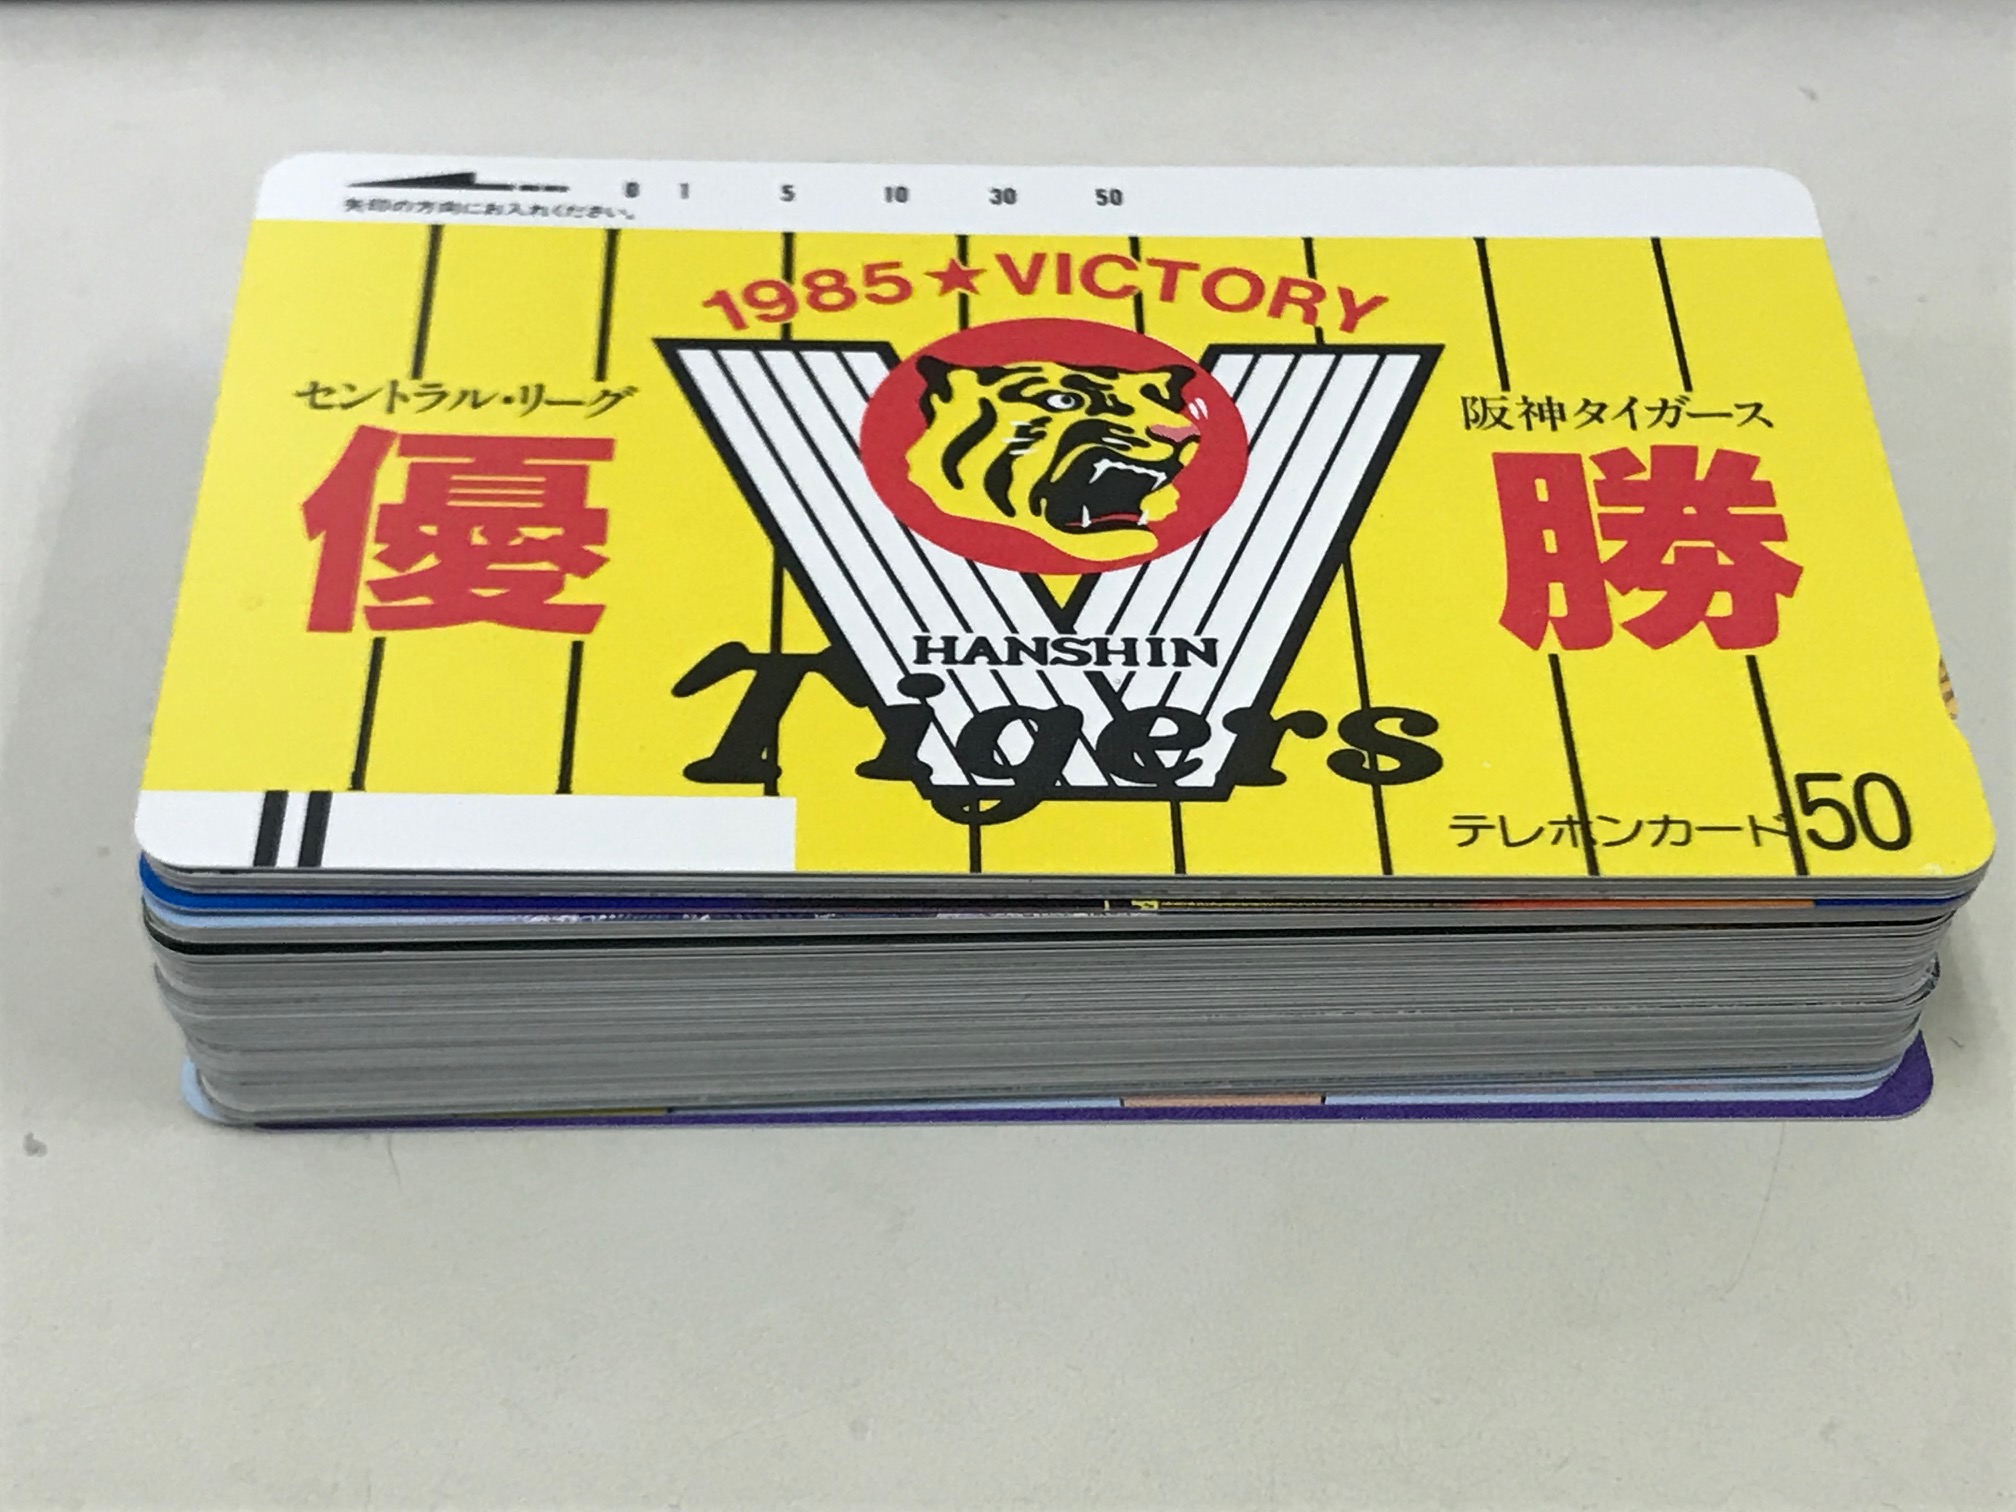 0 1 5 10 30 50
矢印の方向にお入れください。
1985★VICTORY
セントラル・リーグ
優
阪神タイガース
勝
HANSHIN
Tigers
テレホンカード50